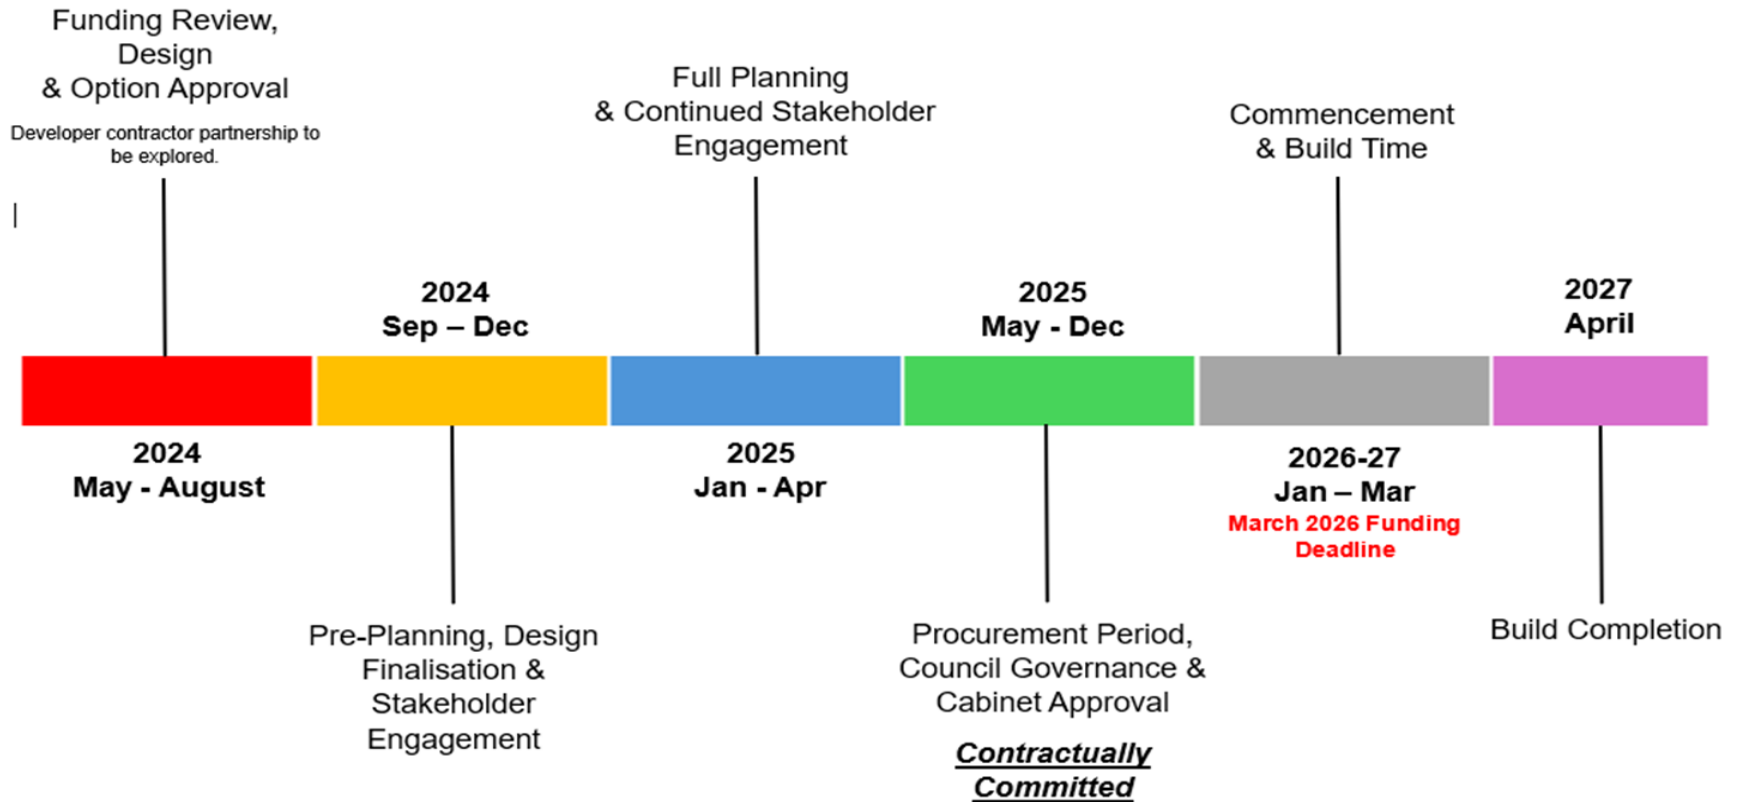 Funding Review,
Design
& Option Approval
Developer contractor partnership to
be explored.
2024
May - August
2024
Sep – Dec
Pre-Planning, Design
Finalisation &
Stakeholder
Engagement
Full Planning
& Continued Stakeholder
Engagement
2025
Jan - Apr
2025
May - Dec
Procurement Period,
Council Governance &
Cabinet Approval
Contractually
Committed
Commencement
& Build Time
2026-27
Jan – Mar
March 2026 Funding
Deadline
2027
April
Build Completion